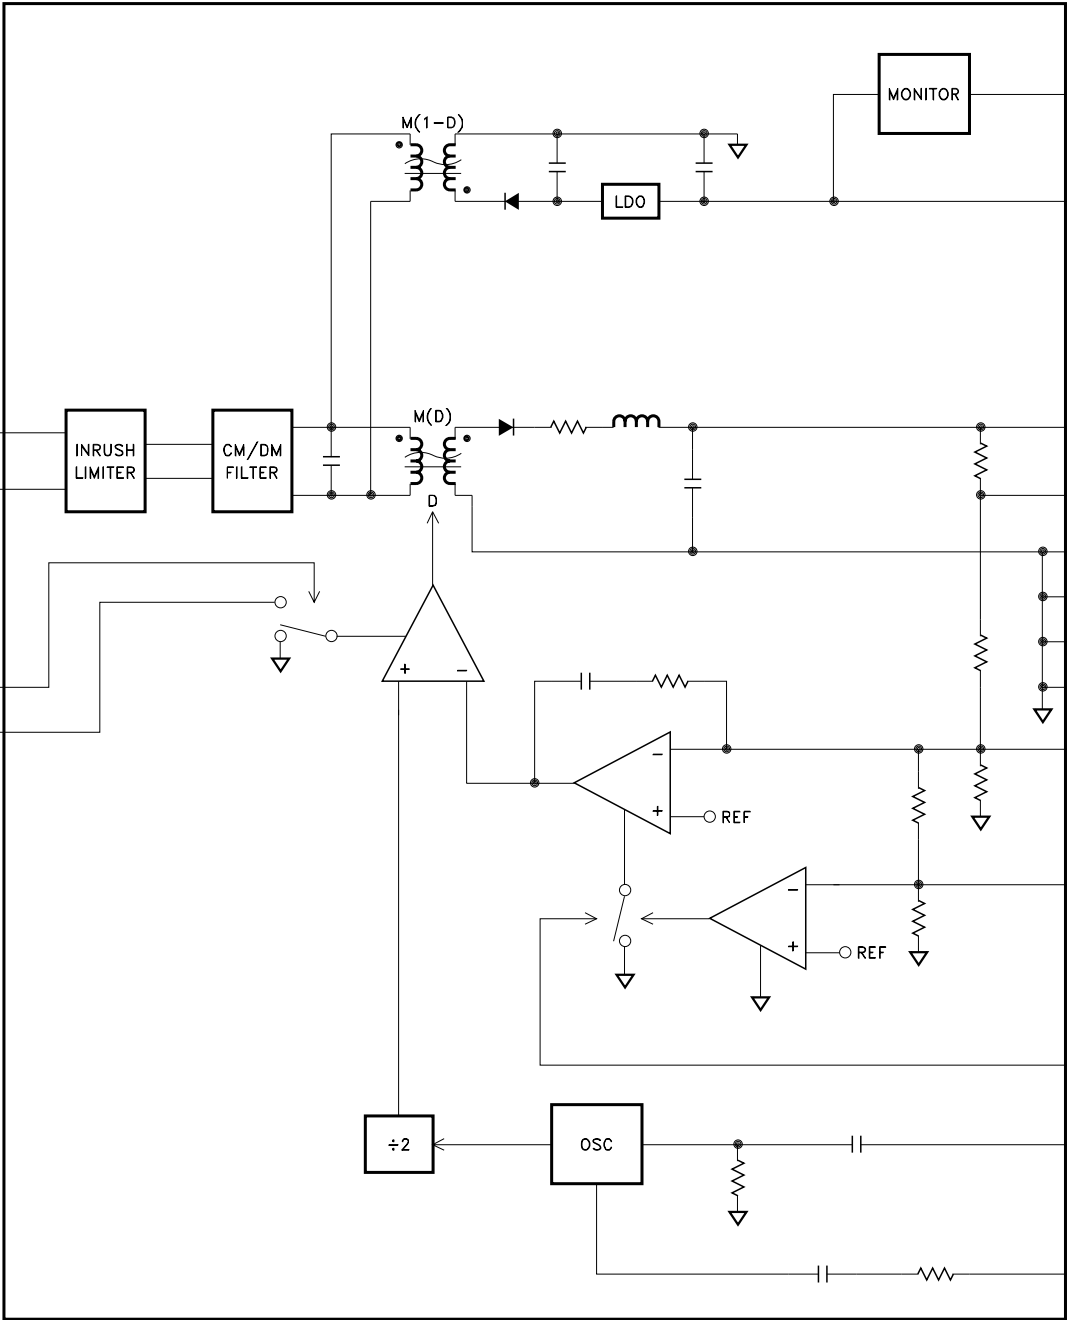 MONITOR
M(1-D)
LDO
M(D)
INRUSH
LIMITER
CM/DM
FILTER
D
+ -
-
+
REF
-
+
REF
÷2
OSC